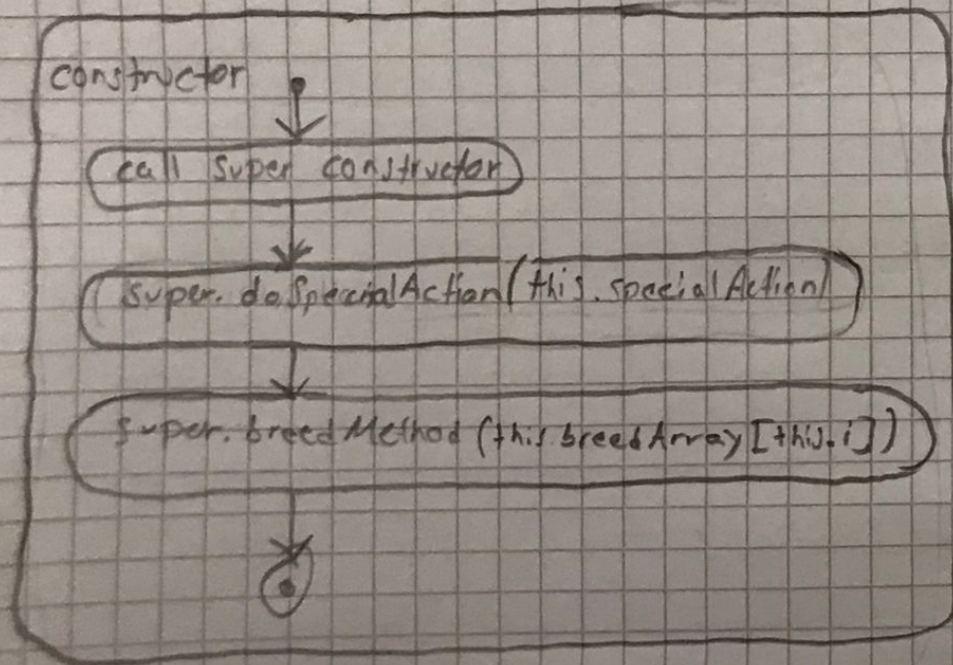 constructor
call super constructor
super.doSpecialAction(this.specialAction)
super.breedMethod(this.breedArray[this.i])